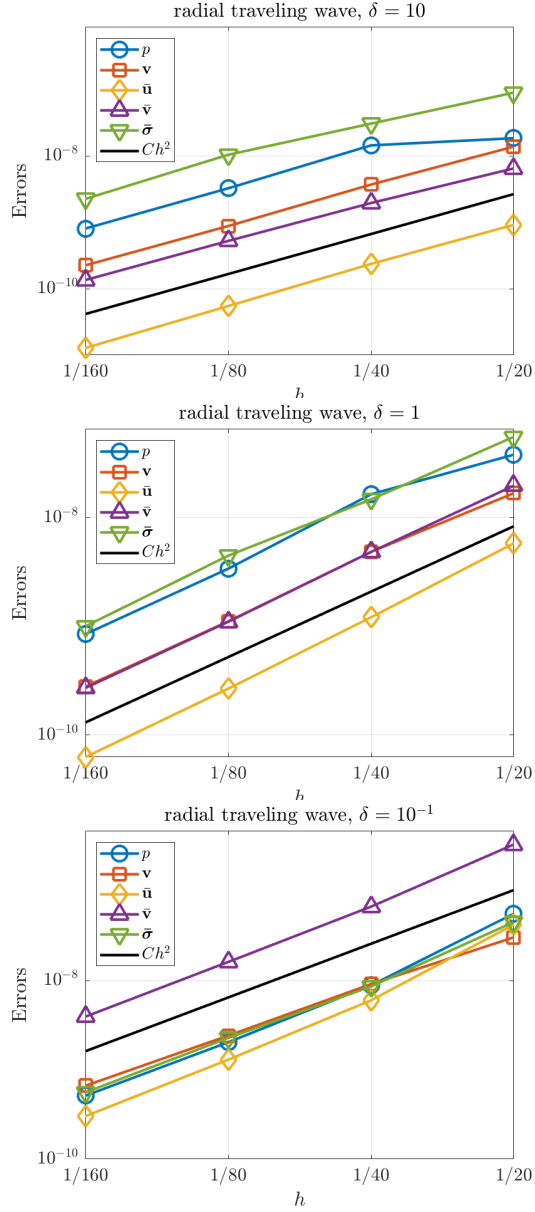 radial traveling wave, δ = 10
p
v
ū
v̄
σ̄
Ch²
Errors
10⁻⁸
10⁻¹⁰
1/160 1/80 1/40 1/20
h
radial traveling wave, δ = 1
p
v
ū
v̄
σ̄
Ch²
Errors
10⁻⁸
10⁻¹⁰
1/160 1/80 1/40 1/20
h
radial traveling wave, δ = 10⁻¹
p
v
ū
v̄
σ̄
Ch²
Errors
10⁻⁸
10⁻¹⁰
1/160 1/80 1/40 1/20
h